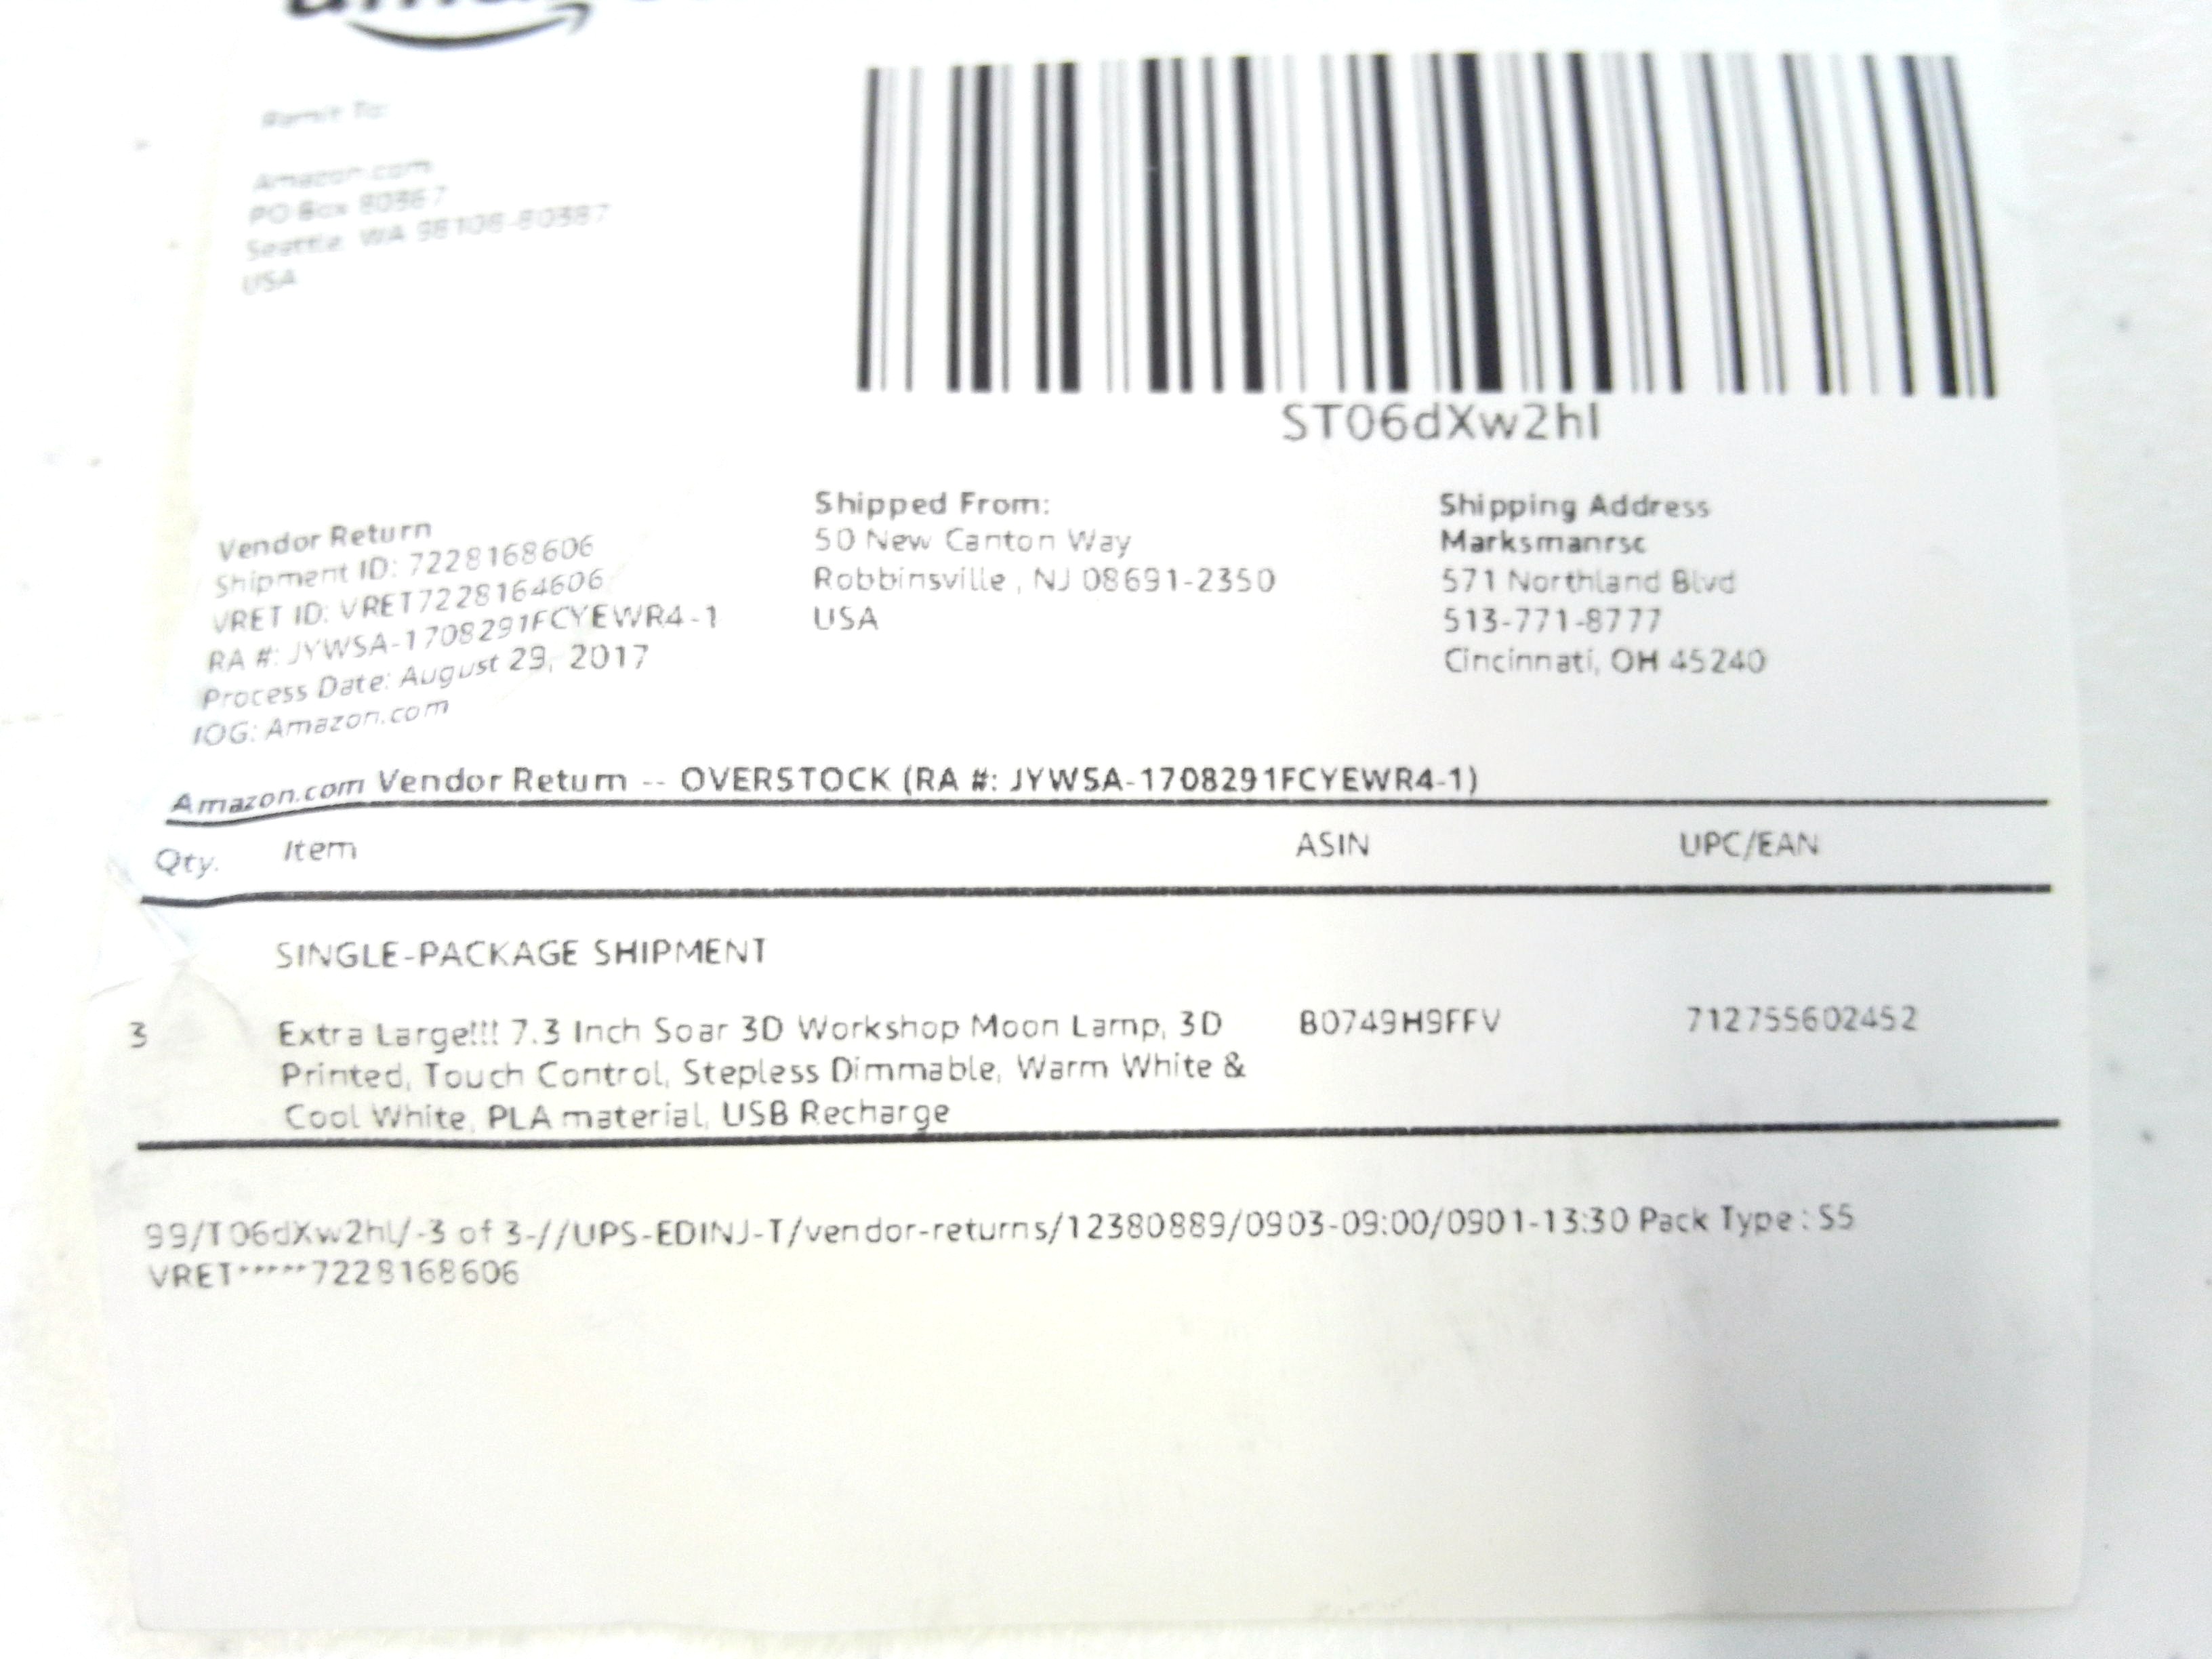 Remit To:
Amazon.com
PO Box 80387
Seattle, WA 98108-80387
USA
ST06dXw2hl
Vendor Return
Shipment ID: 7228168606
VRET ID: VRET7228164606
RA #: JYWSA-1708291FCYEWR4-1
Process Date: August 29, 2017
IOG: Amazon.com
Shipped From:
50 New Canton Way
Robbinsville , NJ 08691-2350
USA
Shipping Address
Marksmanrsc
571 Northland Blvd
513-771-8777
Cincinnati, OH 45240
Amazon.com Vendor Return -- OVERSTOCK (RA #: JYWSA-1708291FCYEWR4-1)
Qty. Item ASIN UPC/EAN
SINGLE-PACKAGE SHIPMENT
3 Extra Large!!! 7.3 Inch Soar 3D Workshop Moon Lamp, 3D B0749H9FFV 712755602452
Printed, Touch Control, Stepless Dimmable, Warm White &
Cool White, PLA material, USB Recharge
99/T06dXw2hl/-3 of 3-//UPS-EDINJ-T/vendor-returns/12380889/0903-09:00/0901-13:30 Pack Type : S5
VRET*****7228168606